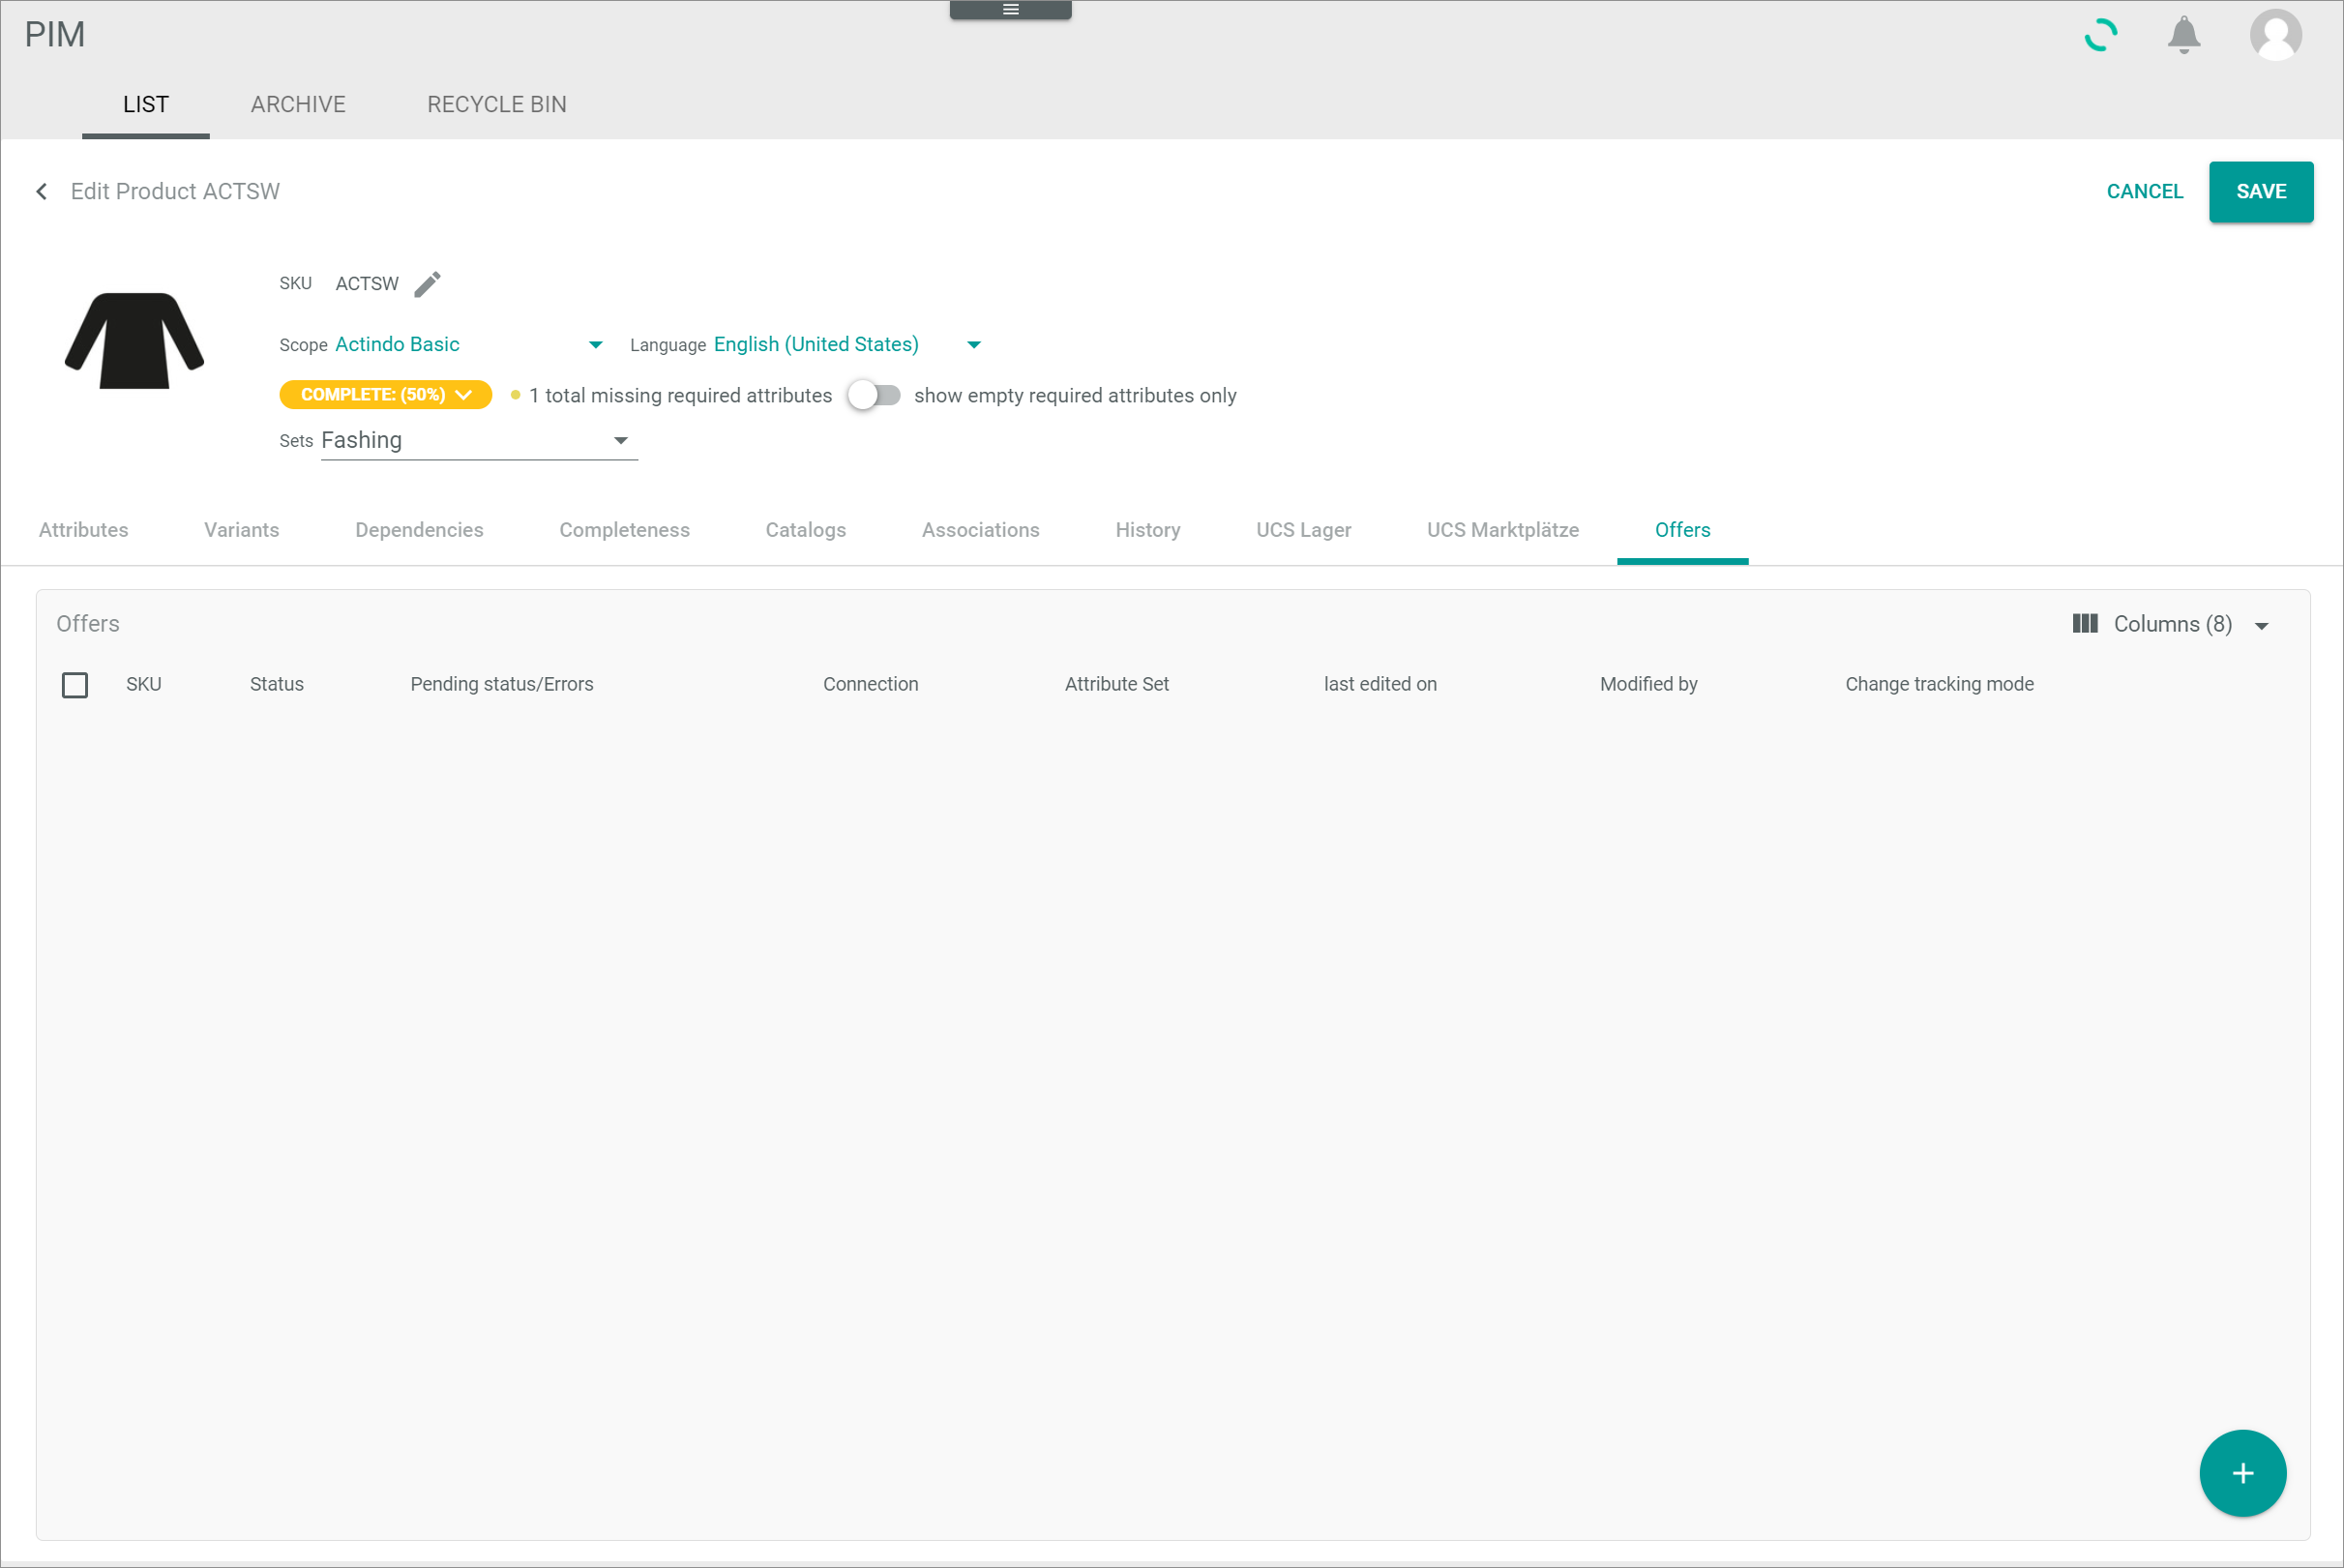 PIM
LIST ARCHIVE RECYCLE BIN
Edit Product ACTSW CANCEL SAVE
SKU ACTSW
Scope Actindo Basic Language English (United States)
COMPLETE: (50%) 1 total missing required attributes show empty required attributes only
Sets Fashing
Attributes Variants Dependencies Completeness Catalogs Associations History UCS Lager UCS Marktplätze Offers
Offers Columns (8)
SKU Status Pending status/Errors Connection Attribute Set last edited on Modified by Change tracking mode